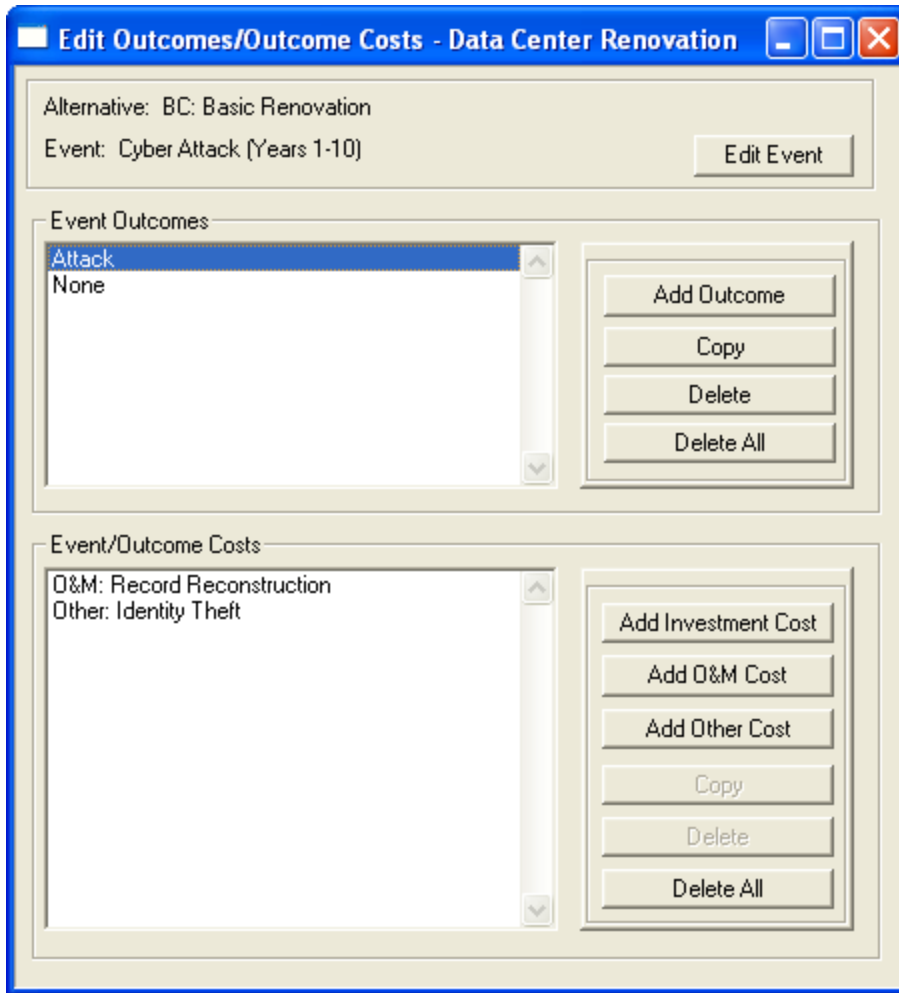 Edit Outcomes/Outcome Costs - Data Center Renovation
Alternative: BC: Basic Renovation
Event: Cyber Attack (Years 1-10)
Edit Event
Event Outcomes
Attack
None
Add Outcome
Copy
Delete
Delete All
Event/Outcome Costs
O&M: Record Reconstruction
Other: Identity Theft
Add Investment Cost
Add O&M Cost
Add Other Cost
Copy
Delete
Delete All